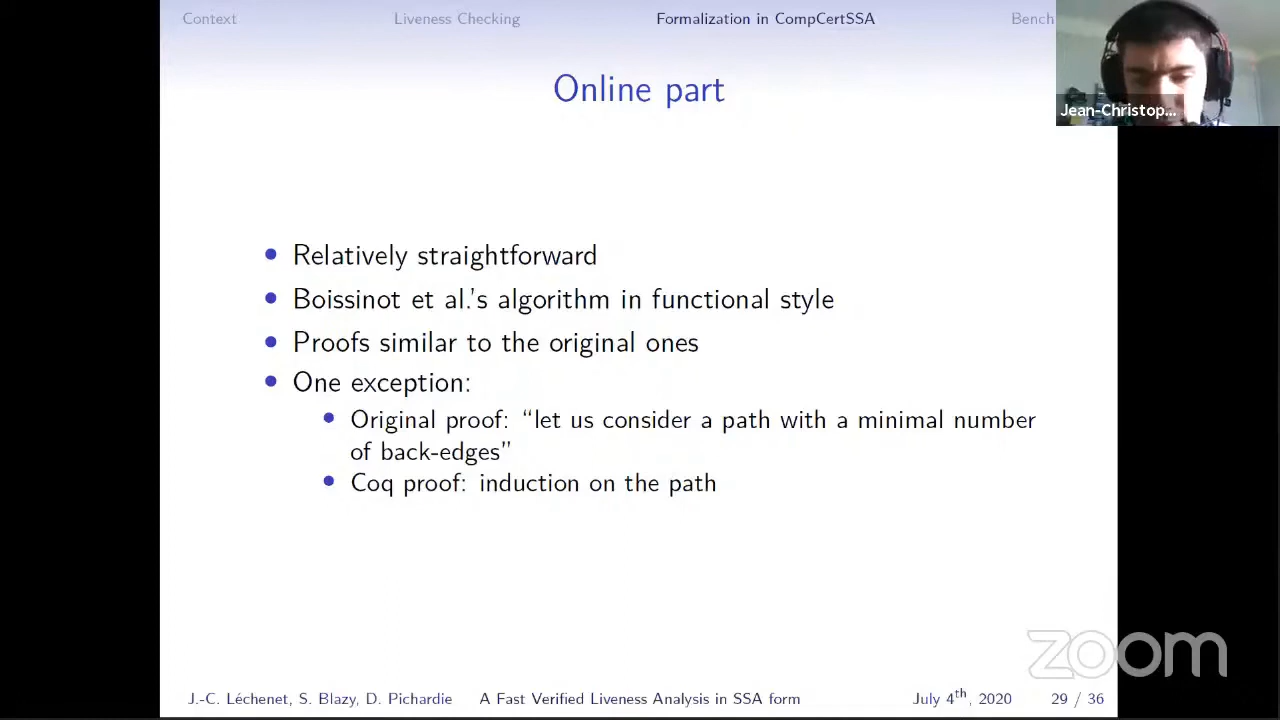 Context Liveness Checking Formalization in CompCertSSA Bench
Jean-Christop...
Online part
• Relatively straightforward
• Boissinot et al.'s algorithm in functional style
• Proofs similar to the original ones
• One exception:
• Original proof: “let us consider a path with a minimal number
of back-edges”
• Coq proof: induction on the path
zoom
J.-C. Léchenet, S. Blazy, D. Pichardie A Fast Verified Liveness Analysis in SSA form July 4th, 2020 29 / 36